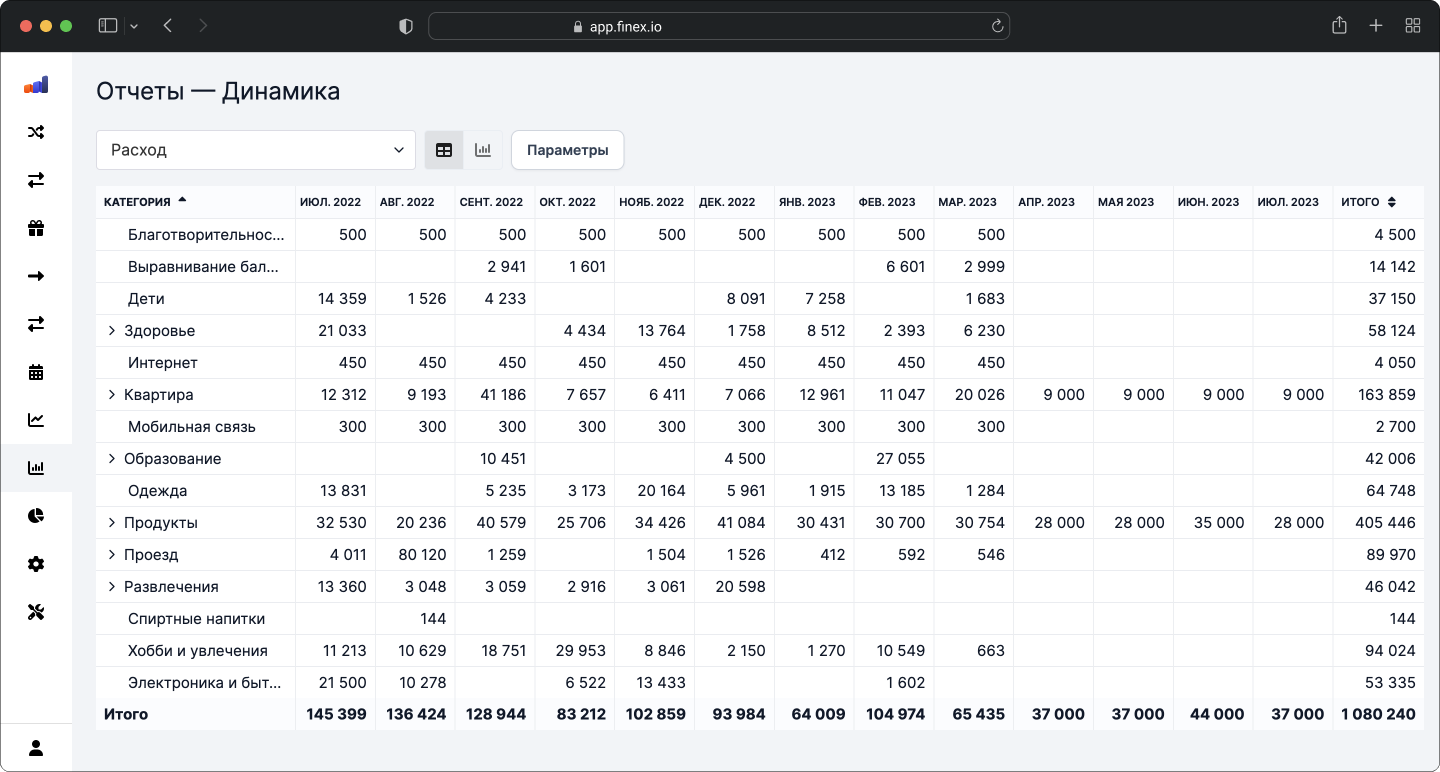 app.finex.io
Отчеты — Динамика
Расход Параметры
КАТЕГОРИЯ ИЮЛ. 2022 АВГ. 2022 СЕНТ. 2022 ОКТ. 2022 НОЯБ. 2022 ДЕК. 2022 ЯНВ. 2023 ФЕВ. 2023 МАР. 2023 АПР. 2023 МАЯ 2023 ИЮН. 2023 ИЮЛ. 2023 ИТОГО
Благотворительнос... 500 500 500 500 500 500 500 500 500 4 500
Выравнивание бал... 2 941 1 601 6 601 2 999 14 142
Дети 14 359 1 526 4 233 8 091 7 258 1 683 37 150
Здоровье 21 033 4 434 13 764 1 758 8 512 2 393 6 230 58 124
Интернет 450 450 450 450 450 450 450 450 450 4 050
Квартира 12 312 9 193 41 186 7 657 6 411 7 066 12 961 11 047 20 026 9 000 9 000 9 000 9 000 163 859
Мобильная связь 300 300 300 300 300 300 300 300 300 2 700
Образование 10 451 4 500 27 055 42 006
Одежда 13 831 5 235 3 173 20 164 5 961 1 915 13 185 1 284 64 748
Продукты 32 530 20 236 40 579 25 706 34 426 41 084 30 431 30 700 30 754 28 000 28 000 35 000 28 000 405 446
Проезд 4 011 80 120 1 259 1 504 1 526 412 592 546 89 970
Развлечения 13 360 3 048 3 059 2 916 3 061 20 598 46 042
Спиртные напитки 144 144
Хобби и увлечения 11 213 10 629 18 751 29 953 8 846 2 150 1 270 10 549 663 94 024
Электроника и быт... 21 500 10 278 6 522 13 433 1 602 53 335
Итого 145 399 136 424 128 944 83 212 102 859 93 984 64 009 104 974 65 435 37 000 37 000 44 000 37 000 1 080 240